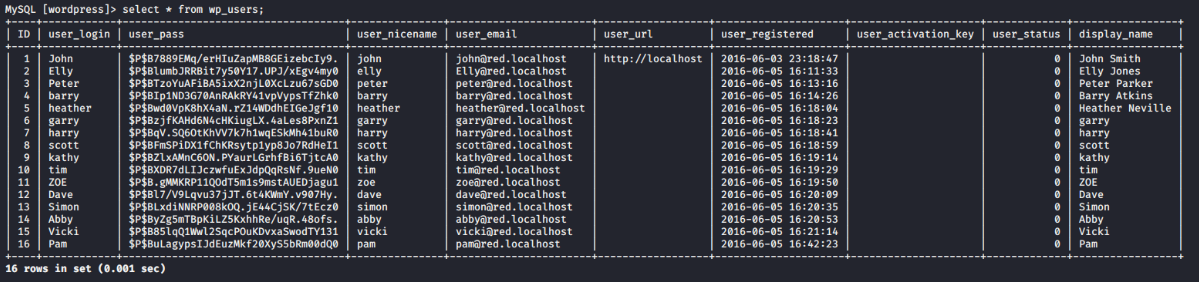 MySQL [wordpress]> select * from wp_users;
| ID | user_login | user_pass | user_nicename | user_email | user_url | user_registered | user_activation_key | user_status | display_name |
| 1 | John | $P$B7889EMq/erHIuZapMB8GEizebcIy9. | john | john@red.localhost | http://localhost | 2016-06-03 23:18:47 | | 0 | John Smith |
| 2 | Elly | $P$BlumbJRRBit7y50Y17.UPJ/xEgv4my0 | elly | Elly@red.localhost | | 2016-06-05 16:11:33 | | 0 | Elly Jones |
| 3 | Peter | $P$BTzoYuAFiBA5ixX2njL0XcLzu67sGD0 | peter | peter@red.localhost | | 2016-06-05 16:13:16 | | 0 | Peter Parker |
| 4 | barry | $P$BIp1ND3G70AnRAkRY41vpVypsTfZhk0 | barry | barry@red.localhost | | 2016-06-05 16:14:26 | | 0 | Barry Atkins |
| 5 | heather | $P$Bwd0VpK8hX4aN.rZ14WDdhEIGeJgf10 | heather | heather@red.localhost | | 2016-06-05 16:18:04 | | 0 | Heather Neville |
| 6 | garry | $P$BzjfKAHd6N4cHKiugLX.4aLes8PxnZ1 | garry | garry@red.localhost | | 2016-06-05 16:18:23 | | 0 | garry |
| 7 | harry | $P$BqV.SQ6OtKhVV7k7h1wqESkMh41buR0 | harry | harry@red.localhost | | 2016-06-05 16:18:41 | | 0 | harry |
| 8 | scott | $P$BFmSPiDX1fChKRsytp1yp8Jo7RdHeI1 | scott | scott@red.localhost | | 2016-06-05 16:18:59 | | 0 | scott |
| 9 | kathy | $P$BZlxAMnC6ON.PYaurLGrhfBi6TjtcA0 | kathy | kathy@red.localhost | | 2016-06-05 16:19:14 | | 0 | kathy |
| 10 | tim | $P$BXDR7dLIJczwfuExJdpQqRsNf.9ueN0 | tim | tim@red.localhost | | 2016-06-05 16:19:29 | | 0 | tim |
| 11 | ZOE | $P$B.gMMKRP11QOdT5m1s9mstAUEDjagu1 | zoe | zoe@red.localhost | | 2016-06-05 16:19:50 | | 0 | ZOE |
| 12 | Dave | $P$Bl7/V9Lqvu37jJT.6t4KWmY.v907Hy. | dave | dave@red.localhost | | 2016-06-05 16:20:09 | | 0 | Dave |
| 13 | Simon | $P$BLxdiNNRP008kOQ.jE44CjSK/7tEcz0 | simon | simon@red.localhost | | 2016-06-05 16:20:35 | | 0 | Simon |
| 14 | Abby | $P$ByZg5mTBpKiLZ5KxhhRe/uqR.48ofs. | abby | abby@red.localhost | | 2016-06-05 16:20:53 | | 0 | Abby |
| 15 | Vicki | $P$B85lqQ1Wwl2SqcPOuKDvxaSwodTY131 | vicki | vicki@red.localhost | | 2016-06-05 16:21:14 | | 0 | Vicki |
| 16 | Pam | $P$BuLagypsIJdEuzMkf20XyS5bRm00dQ0 | pam | pam@red.localhost | | 2016-06-05 16:42:23 | | 0 | Pam |
16 rows in set (0.001 sec)